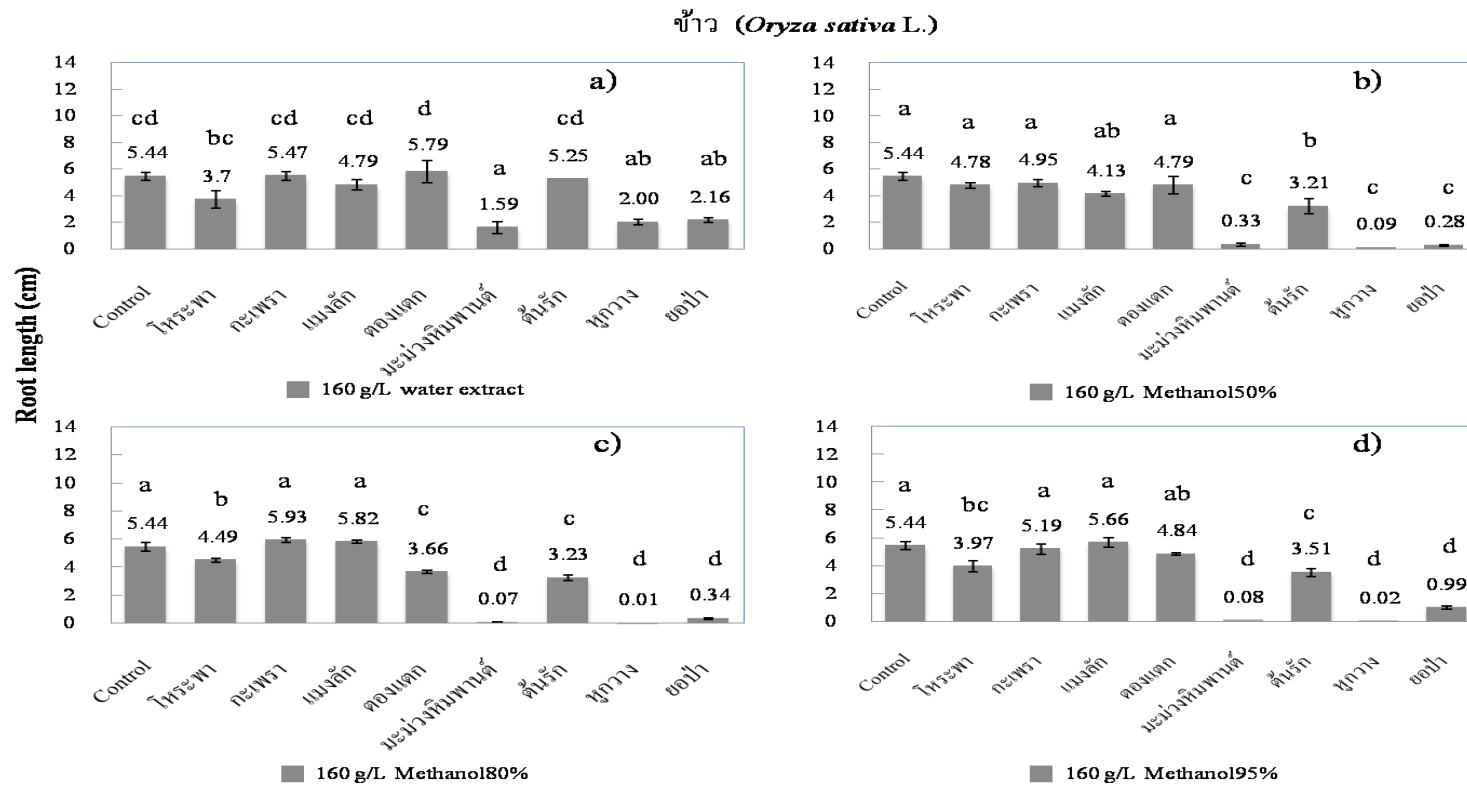 ข้าว (Oryza sativa L.)
Root length (cm)
a)
14
12
10
8
6
4
2
0
cd bc cd cd d a cd ab ab
5.44 3.7 5.47 4.79 5.79 1.59 5.25 2.00 2.16
Control โหระพา กะเพรา แมงลัก ตองแตก มะม่วงหิมพานต์ ต้นรัก หูกวาง ยอป่า
160 g/L water extract
b)
14
12
10
8
6
4
2
0
a a a ab a c b c c
5.44 4.78 4.95 4.13 4.79 0.33 3.21 0.09 0.28
Control โหระพา กะเพรา แมงลัก ตองแตก มะม่วงหิมพานต์ ต้นรัก หูกวาง ยอป่า
160 g/L Methanol50%
c)
14
12
10
8
6
4
2
0
a b a a c d c d d
5.44 4.49 5.93 5.82 3.66 0.07 3.23 0.01 0.34
Control โหระพา กะเพรา แมงลัก ตองแตก มะม่วงหิมพานต์ ต้นรัก หูกวาง ยอป่า
160 g/L Methanol80%
d)
14
12
10
8
6
4
2
0
a bc a a ab d c d d
5.44 3.97 5.19 5.66 4.84 0.08 3.51 0.02 0.99
Control โหระพา กะเพรา แมงลัก ตองแตก มะม่วงหิมพานต์ ต้นรัก หูกวาง ยอป่า
160 g/L Methanol95%